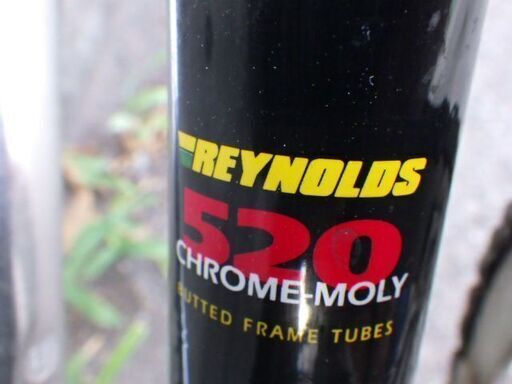 REYNOLDS
520
CHROME-MOLY
BUTTED FRAME TUBES